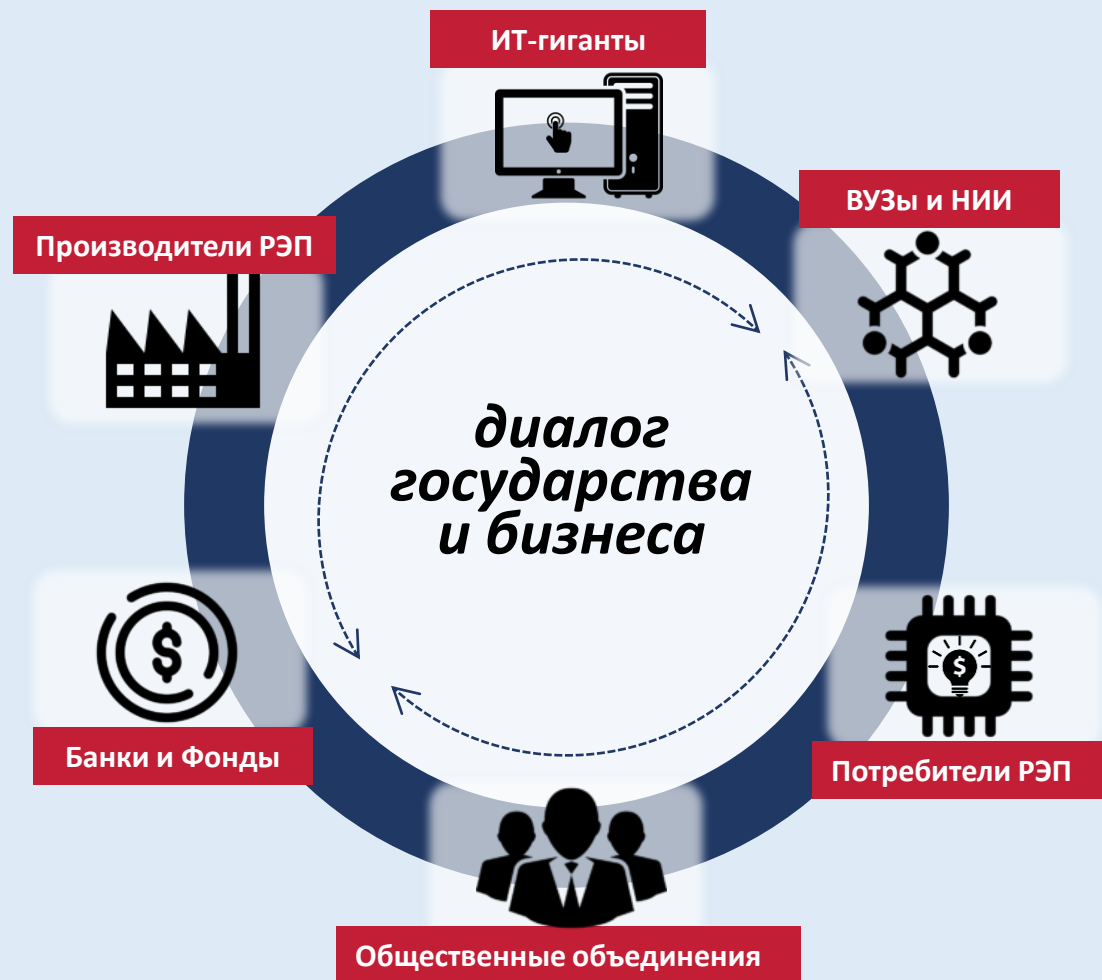 ИТ-гиганты
ВУЗы и НИИ
Производители РЭП
диалог
государства
и бизнеса
$
$
Банки и Фонды
Потребители РЭП
Общественные объединения